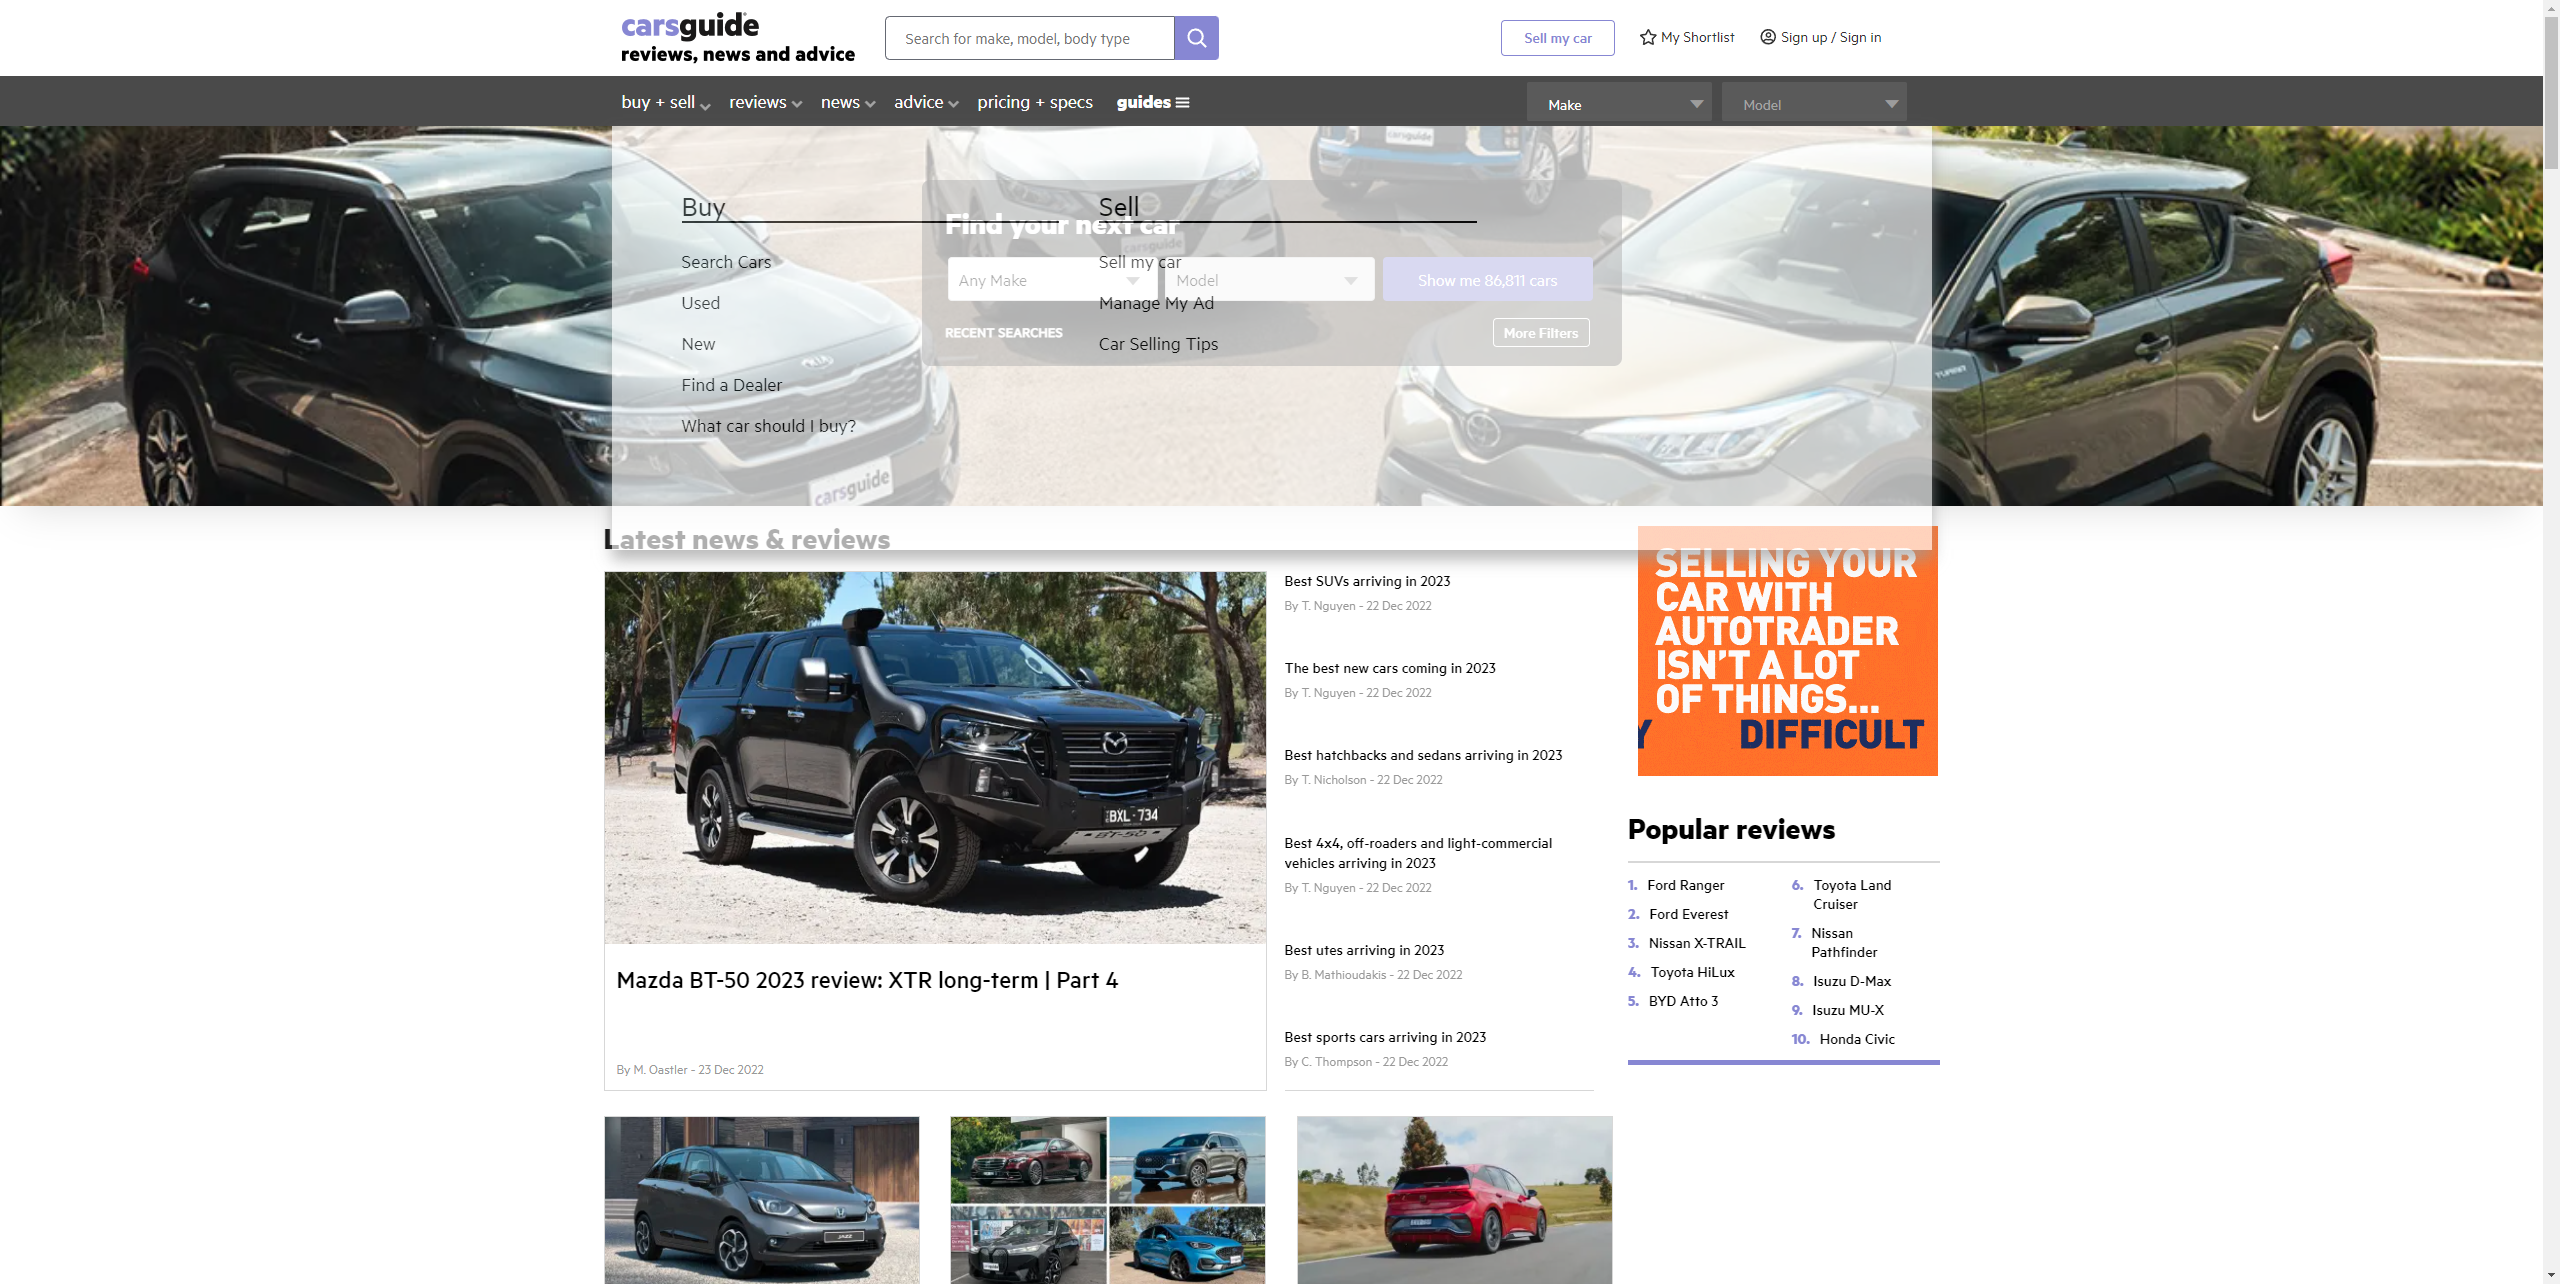 carsguide
reviews, news and advice
Search for make, model, body type
Sell my car
My Shortlist
Sign up / Sign in
buy + sell
reviews
news
advice
pricing + specs
guides
Make
Model
Buy
Search Cars
Used
New
Find a Dealer
What car should I buy?
Sell
Sell my car
Manage My Ad
Car Selling Tips
Find your next car
Any Make
Model
Show me 86,811 cars
RECENT SEARCHES
More Filters
carsguide
carsguide
carsguide
KIA
Latest news & reviews
BXL·734
BT-50
Mazda BT-50 2023 review: XTR long-term | Part 4
By M. Oastler - 23 Dec 2022
Best SUVs arriving in 2023
By T. Nguyen - 22 Dec 2022
The best new cars coming in 2023
By T. Nguyen - 22 Dec 2022
Best hatchbacks and sedans arriving in 2023
By T. Nicholson - 22 Dec 2022
Best 4x4, off-roaders and light-commercial
vehicles arriving in 2023
By T. Nguyen - 22 Dec 2022
Best utes arriving in 2023
By B. Mathioudakis - 22 Dec 2022
Best sports cars arriving in 2023
By C. Thompson - 22 Dec 2022
SELLING YOUR
CAR WITH
AUTOTRADER
ISN'T A LOT
OF THINGS...
Y DIFFICULT
Popular reviews
1. Ford Ranger
2. Ford Everest
3. Nissan X-TRAIL
4. Toyota HiLux
5. BYD Atto 3
6. Toyota Land
Cruiser
7. Nissan
Pathfinder
8. Isuzu D-Max
9. Isuzu MU-X
10. Honda Civic
JAZZ